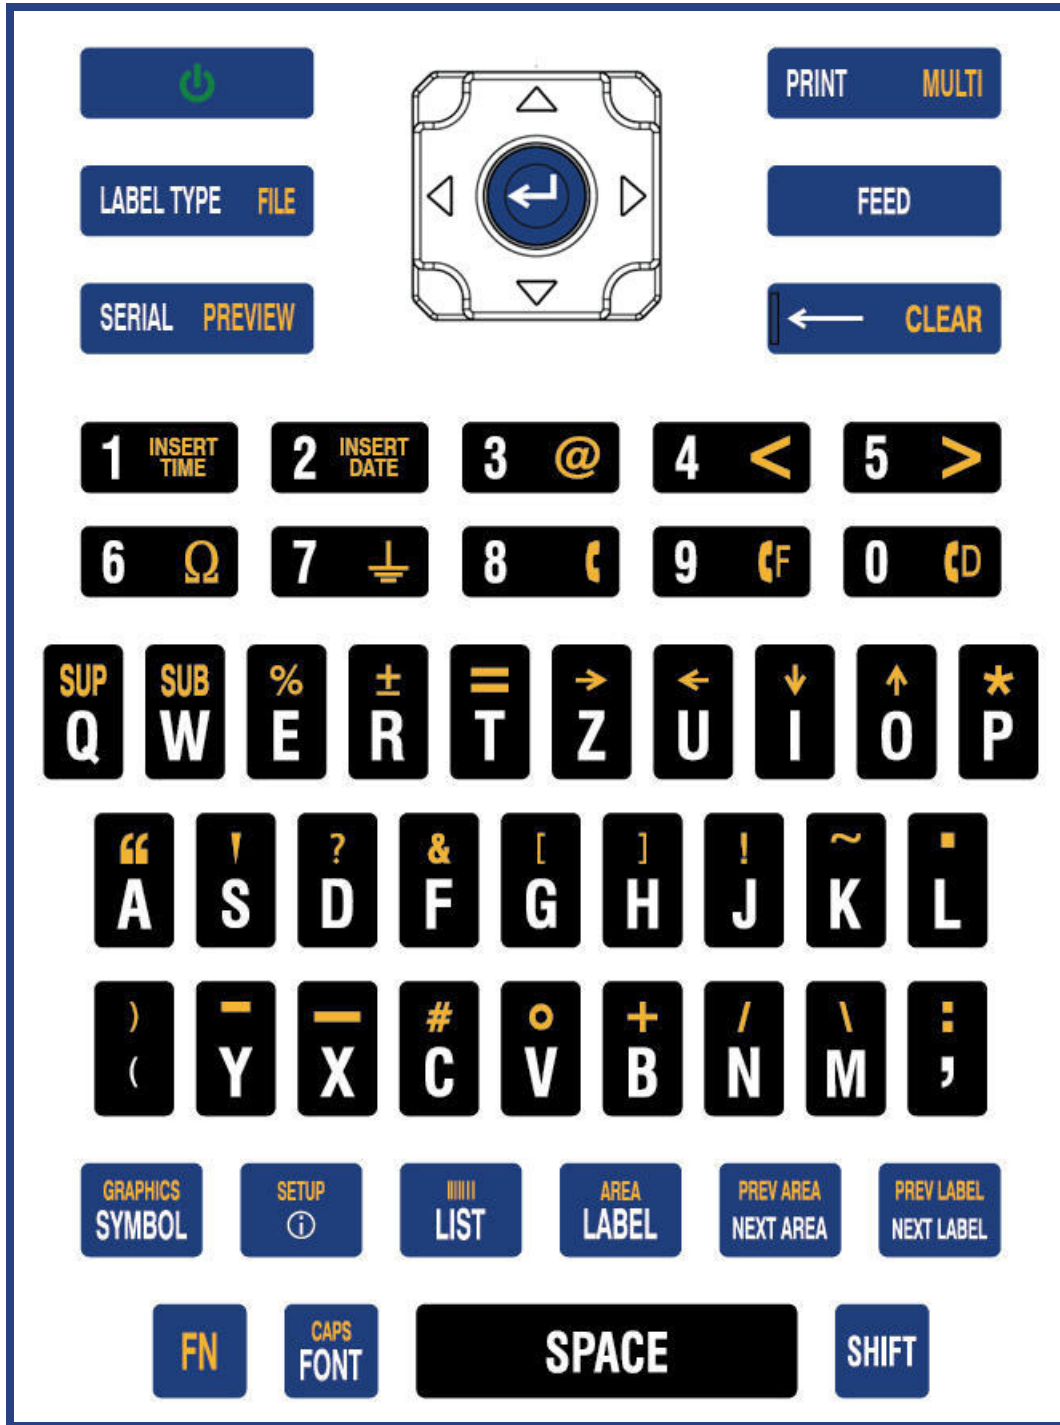 PRINT MULTI
LABEL TYPE FILE
FEED
SERIAL PREVIEW
← CLEAR
1 INSERT TIME 2 INSERT DATE 3 @ 4 < 5 >
6 Ω 7 ⏚ 8 9 F 0 D
SUP SUB % ± = → ← ↓ ↑ *
Q W E R T Z U I O P
“ ' ? & [ ] ! ~ .
A S D F G H J K L
) - — # ° + / \ :
( Y X C V B N M ,
GRAPHICS SETUP AREA PREV AREA PREV LABEL
SYMBOL ⓘ LIST LABEL NEXT AREA NEXT LABEL
CAPS
FN FONT SPACE SHIFT